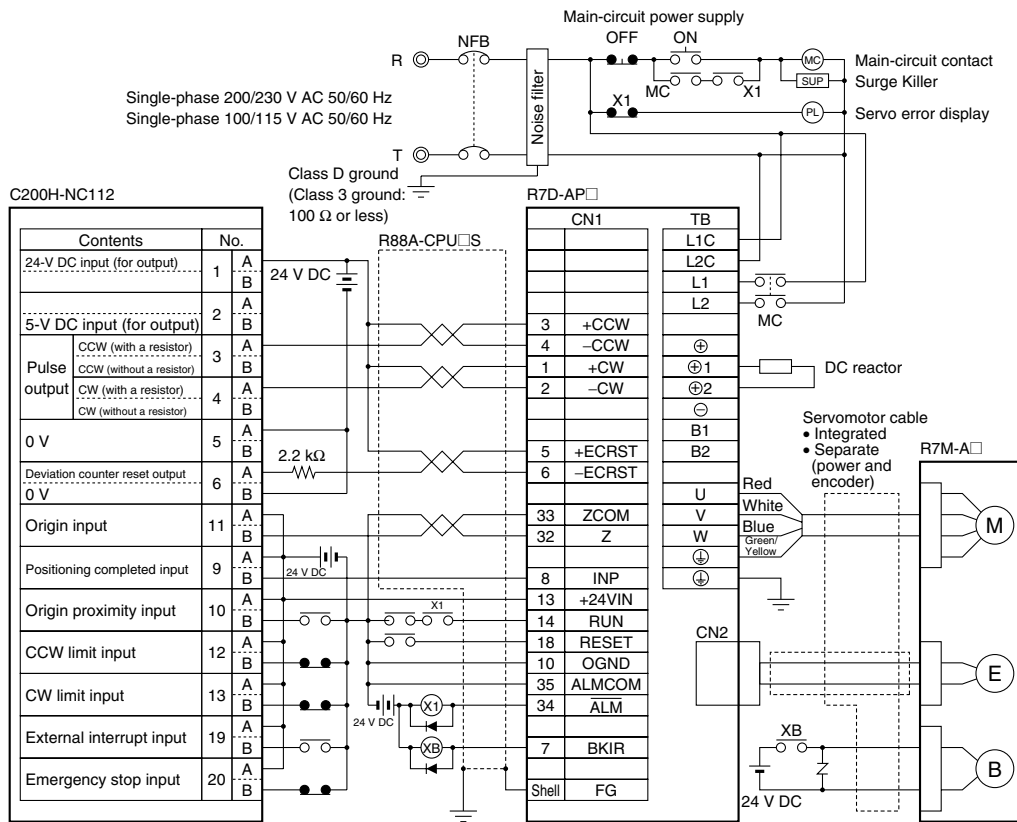 Main-circuit power supply
OFF
ON
NFB
R
MC
Main-circuit contact
SUP
Surge Killer
MC
X1
Single-phase 200/230 V AC 50/60 Hz
Single-phase 100/115 V AC 50/60 Hz
Noise filter
X1
PL
Servo error display
T
Class D ground
(Class 3 ground:
100 Ω or less)
C200H-NC112
R7D-AP□
R88A-CPU□S
Contents No.
24-V DC input (for output) 1 A B
5-V DC input (for output) 2 A B
Pulse output
CCW (with a resistor) 3 A
CCW (without a resistor) B
CW (with a resistor) 4 A
CW (without a resistor) B
0 V 5 A B
Deviation counter reset output 6 A
0 V B
Origin input 11 A B
Positioning completed input 9 A B
Origin proximity input 10 A B
CCW limit input 12 A B
CW limit input 13 A B
External interrupt input 19 A B
Emergency stop input 20 A B
24 V DC
2.2 kΩ
24 V DC
X1
24 V DC
X1
XB
CN1
3 +CCW
4 −CCW
1 +CW
2 −CW
5 +ECRST
6 −ECRST
33 ZCOM
32 Z
8 INP
13 +24VIN
14 RUN
18 RESET
10 OGND
35 ALMCOM
34 ALM
7 BKIR
Shell FG
TB
L1C
L2C
L1
L2
⊕
⊕1
⊕2
⊖
B1
B2
U
V
W
MC
DC reactor
Servomotor cable
• Integrated
• Separate
(power and
encoder)
R7M-A□
Red
White
Blue
Green/
Yellow
M
CN2
E
XB
24 V DC
B